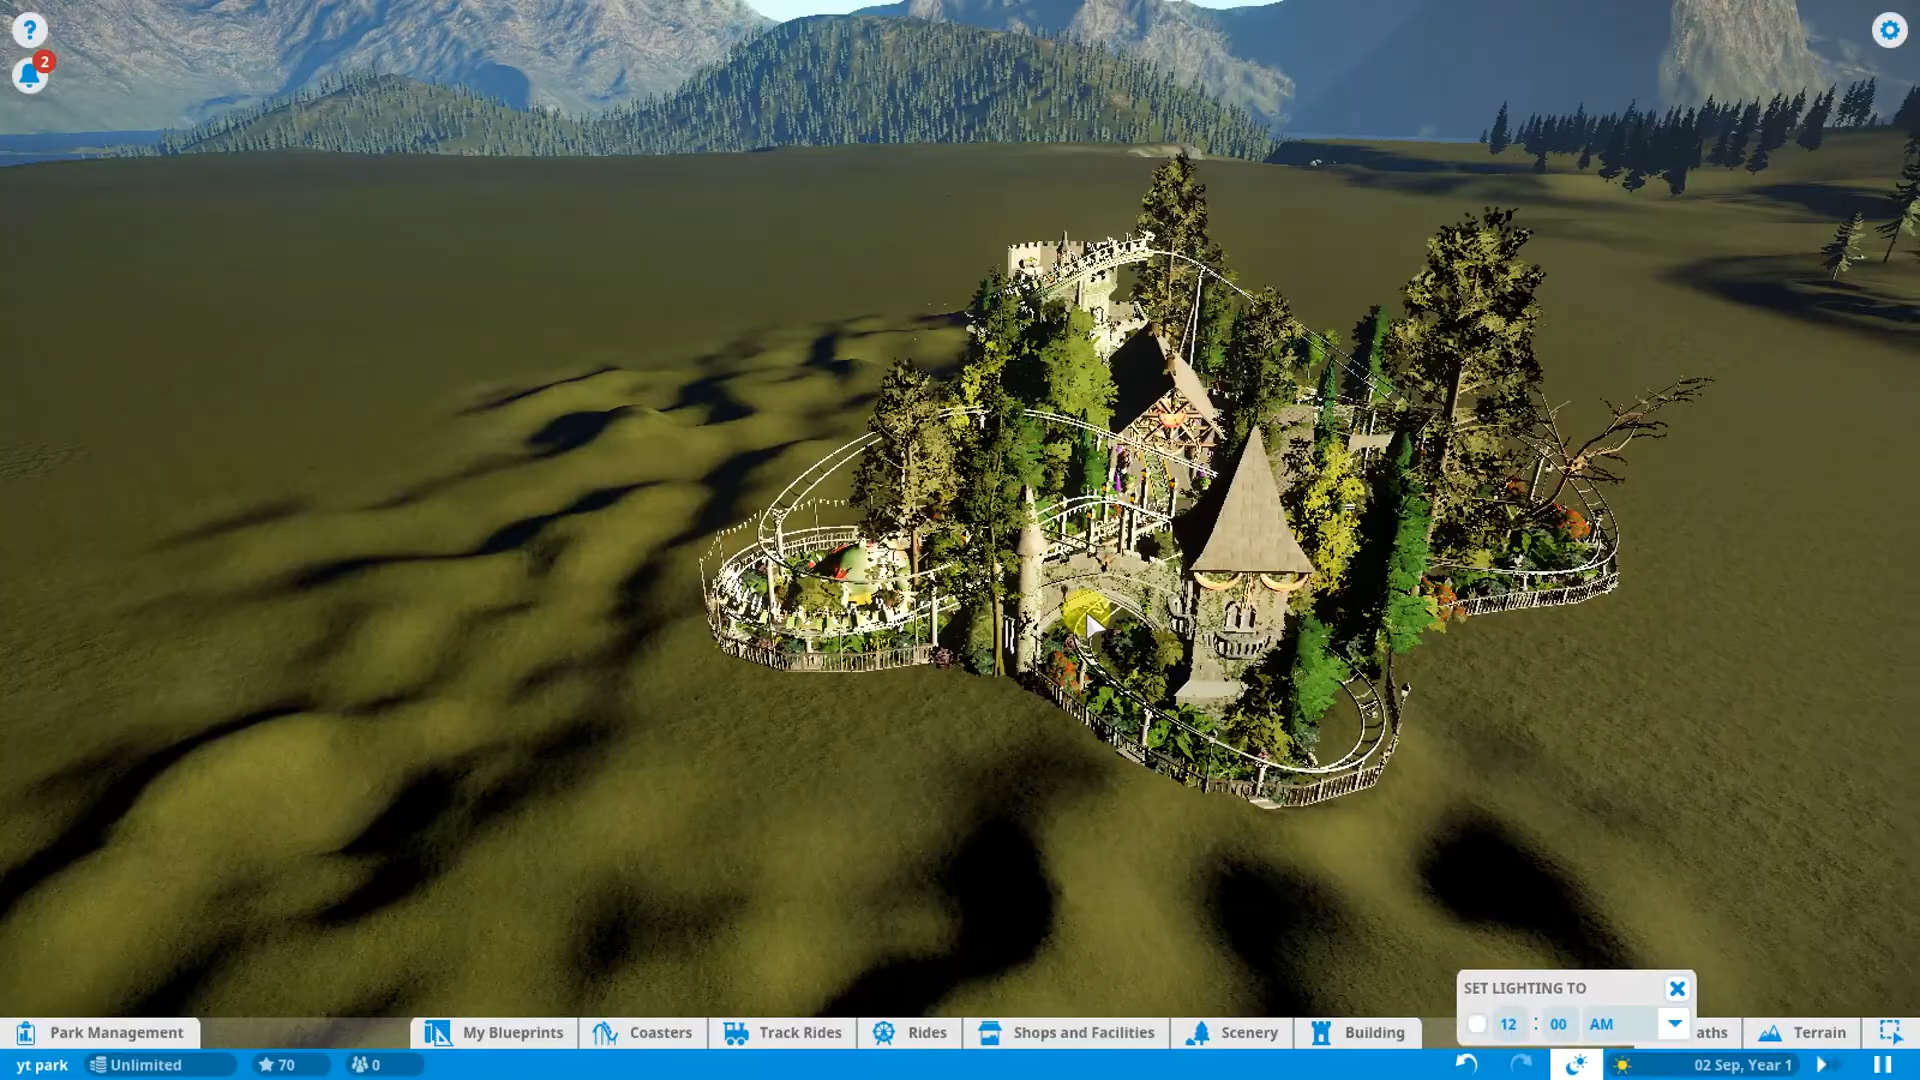 ?
2
SET LIGHTING TO
12 : 00 AM
Park Management
My Blueprints
Coasters
Track Rides
Rides
Shops and Facilities
Scenery
Building
aths
Terrain
yt park
Unlimited
70
0
02 Sep, Year 1